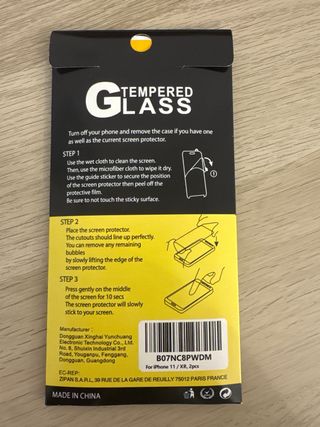 TEMPERED
GLASS
Turn off your phone and remove the case if you have one
as well as the current screen protector.
STEP 1
Use the wet cloth to clean the screen.
Then, use the microfiber cloth to wipe it dry.
Use the guide sticker to secure the position
of the screen protector then peel off the
protective film.
Be sure to not touch the sticky surface.
STEP 2
Place the screen protector.
The cutouts should line up perfectly.
You can remove any remaining
bubbles
by slowly lifting the edge of the
screen protector.
STEP 3
Press gently on the middle
of the screen for 10 secs
The screen protector will slowly
stick to your screen.
Manufacturer :
Dongguan Xinghai Yunchuang
Electronic Technology Co., Ltd.
No. 8, Shuixin Industrial 3rd
Road, Youganpu, Fenggang,
Dongguan, Guangdong.
B07NC8PWDM
For iPhone 11 / XR, 2pcs
EC-REP:
ZIPAN S.A.R.L, 39 RUE DE LA GARE DE REUILLY 75012 PARIS FRANCE
MADE IN CHINA